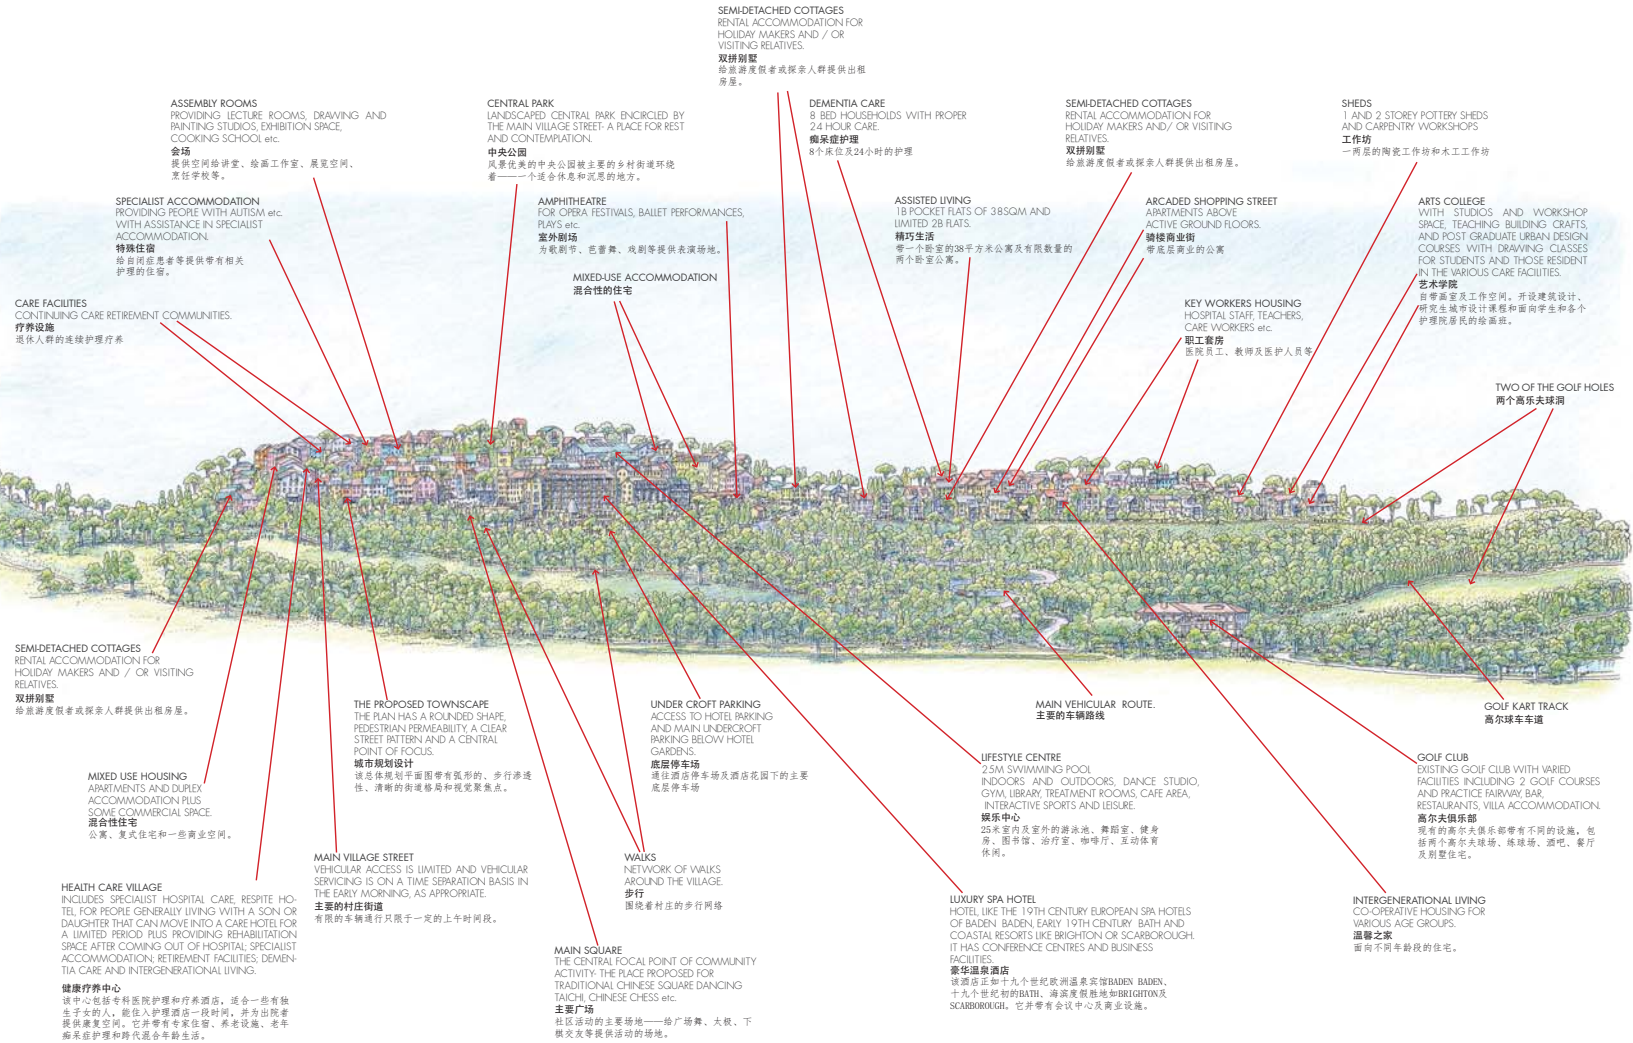 SEMI-DETACHED COTTAGES
RENTAL ACCOMMODATION FOR
HOLIDAY MAKERS AND / OR
VISITING RELATIVES.
双拼别墅
给旅游度假者或探亲人群提供出租
房屋。
ASSEMBLY ROOMS
PROVIDING LECTURE ROOMS, DRAWING AND
PAINTING STUDIOS, EXHIBITION SPACE,
COOKING SCHOOL etc.
会场
提供空间给讲堂、绘画工作室、展览空间、
烹饪学校等。
CENTRAL PARK
LANDSCAPED CENTRAL PARK ENCIRCLED BY
THE MAIN VILLAGE STREET- A PLACE FOR REST
AND CONTEMPLATION.
中央公园
风景优美的中央公园被主要的乡村街道环绕
着——一个适合休息和沉思的地方。
DEMENTIA CARE
8 BED HOUSEHOLDS WITH PROPER
24 HOUR CARE.
痴呆症护理
8个床位及24小时的护理
SEMI-DETACHED COTTAGES
RENTAL ACCOMMODATION FOR
HOLIDAY MAKERS AND/ OR VISITING
RELATIVES.
双拼别墅
给旅游度假者或探亲人群提供出租房屋。
SHEDS
1 AND 2 STOREY POTTERY SHEDS
AND CARPENTRY WORKSHOPS
工作坊
一两层的陶瓷工作坊和木工工作坊
SPECIALIST ACCOMMODATION
PROVIDING PEOPLE WITH AUTISM etc.
WITH ASSISTANCE IN SPECIALIST
ACCOMMODATION.
特殊住宿
给自闭症患者等提供带有相关
护理的住宿。
AMPHITHEATRE
FOR OPERA FESTIVALS, BALLET PERFORMANCES,
PLAYS etc.
室外剧场
为歌剧节、芭蕾舞、戏剧等提供表演场地。
ASSISTED LIVING
1B POCKET FLATS OF 38SQM AND
LIMITED 2B FLATS.
精巧生活
带一个卧室的38平方米公寓及有限数量的
两个卧室公寓。
ARCADED SHOPPING STREET
APARTMENTS ABOVE
ACTIVE GROUND FLOORS.
骑楼商业街
带底层商业的公寓
ARTS COLLEGE
WITH STUDIOS AND WORKSHOP
SPACE, TEACHING BUILDING CRAFTS,
AND POST GRADUATE URBAN DESIGN
COURSES WITH DRAWING CLASSES
FOR STUDENTS AND THOSE RESIDENT
IN THE VARIOUS CARE FACILITIES.
艺术学院
自带画室及工作空间。开设建筑设计、
研究生城市设计课程和面向学生和各个
护理院居民的绘画班。
MIXED-USE ACCOMMODATION
混合性的住宅
CARE FACILITIES
CONTINUING CARE RETIREMENT COMMUNITIES.
疗养设施
退休人群的连续护理疗养
KEY WORKERS HOUSING
HOSPITAL STAFF, TEACHERS,
CARE WORKERS etc.
职工套房
医院员工、教师及医护人员等
TWO OF THE GOLF HOLES
两个高乐夫球洞
SEMI-DETACHED COTTAGES
RENTAL ACCOMMODATION FOR
HOLIDAY MAKERS AND / OR VISITING
RELATIVES.
双拼别墅
给旅游度假者或探亲人群提供出租房屋。
THE PROPOSED TOWNSCAPE
THE PLAN HAS A ROUNDED SHAPE,
PEDESTRIAN PERMEABILITY, A CLEAR
STREET PATTERN AND A CENTRAL
POINT OF FOCUS.
城市规划设计
该总体规划平面图带有弧形的、步行渗透
性、清晰的街道格局和视觉聚焦点。
UNDER CROFT PARKING
ACCESS TO HOTEL PARKING
AND MAIN UNDERCROFT
PARKING BELOW HOTEL
GARDENS.
底层停车场
通往酒店停车场及酒店花园下的主要
底层停车场
MAIN VEHICULAR ROUTE.
主要的车辆路线
GOLF KART TRACK
高尔球车车道
LIFESTYLE CENTRE
25M SWIMMING POOL
INDOORS AND OUTDOORS, DANCE STUDIO,
GYM, LIBRARY, TREATMENT ROOMS, CAFE AREA,
INTERACTIVE SPORTS AND LEISURE.
娱乐中心
25米室内及室外的游泳池、舞蹈室、健身
房、图书馆、治疗室、咖啡厅、互动体育
休闲。
GOLF CLUB
EXISTING GOLF CLUB WITH VARIED
FACILITIES INCLUDING 2 GOLF COURSES
AND PRACTICE FAIRWAY, BAR,
RESTAURANTS, VILLA ACCOMMODATION.
高尔夫俱乐部
现有的高尔夫俱乐部带有不同的设施，包
括两个高尔夫球场、练球场、酒吧、餐厅
及别墅住宅。
MIXED USE HOUSING
APARTMENTS AND DUPLEX
ACCOMMODATION PLUS
SOME COMMERCIAL SPACE.
混合性住宅
公寓、复式住宅和一些商业空间。
MAIN VILLAGE STREET
VEHICULAR ACCESS IS LIMITED AND VEHICULAR
SERVICING IS ON A TIME SEPARATION BASIS IN
THE EARLY MORNING, AS APPROPRIATE.
主要的村庄街道
有限的车辆通行只限于一定的上午时间段。
WALKS
NETWORK OF WALKS
AROUND THE VILLAGE.
步行
围绕着村庄的步行网络
HEALTH CARE VILLAGE
INCLUDES SPECIALIST HOSPITAL CARE, RESPITE HO-
TEL, FOR PEOPLE GENERALLY LIVING WITH A SON OR
DAUGHTER THAT CAN MOVE INTO A CARE HOTEL FOR
A LIMITED PERIOD PLUS PROVIDING REHABILITATION
SPACE AFTER COMING OUT OF HOSPITAL; SPECIALIST
ACCOMMODATION; RETIREMENT FACILITIES; DEMEN-
TIA CARE AND INTERGENERATIONAL LIVING.
健康疗养中心
该中心包括专科医院护理和疗养酒店，适合一些有独
生子女的人，能住入护理酒店一段时间，并为出院者
提供康复空间。它并带有专家住宿、养老设施、老年
痴呆症护理和跨代混合年龄生活。
MAIN SQUARE
THE CENTRAL FOCAL POINT OF COMMUNITY
ACTIVITY- THE PLACE PROPOSED FOR
TRADITIONAL CHINESE SQUARE DANCING
TAICHI, CHINESE CHESS etc.
主要广场
社区活动的主要场地——给广场舞、太极、下
棋交友等提供活动的场地。
LUXURY SPA HOTEL
HOTEL, LIKE THE 19TH CENTURY EUROPEAN SPA HOTELS
OF BADEN BADEN, EARLY 19TH CENTURY BATH AND
COASTAL RESORTS LIKE BRIGHTON OR SCARBOROUGH.
IT HAS CONFERENCE CENTRES AND BUSINESS
FACILITIES.
豪华温泉酒店
该酒店正如十九个世纪欧洲温泉宾馆BADEN BADEN、
十九个世纪初的BATH、海滨度假胜地如BRIGHTON及
SCARBOROUGH。它并带有会议中心及商业设施。
INTERGENERATIONAL LIVING
CO-OPERATIVE HOUSING FOR
VARIOUS AGE GROUPS.
温馨之家
面向不同年龄段的住宅。